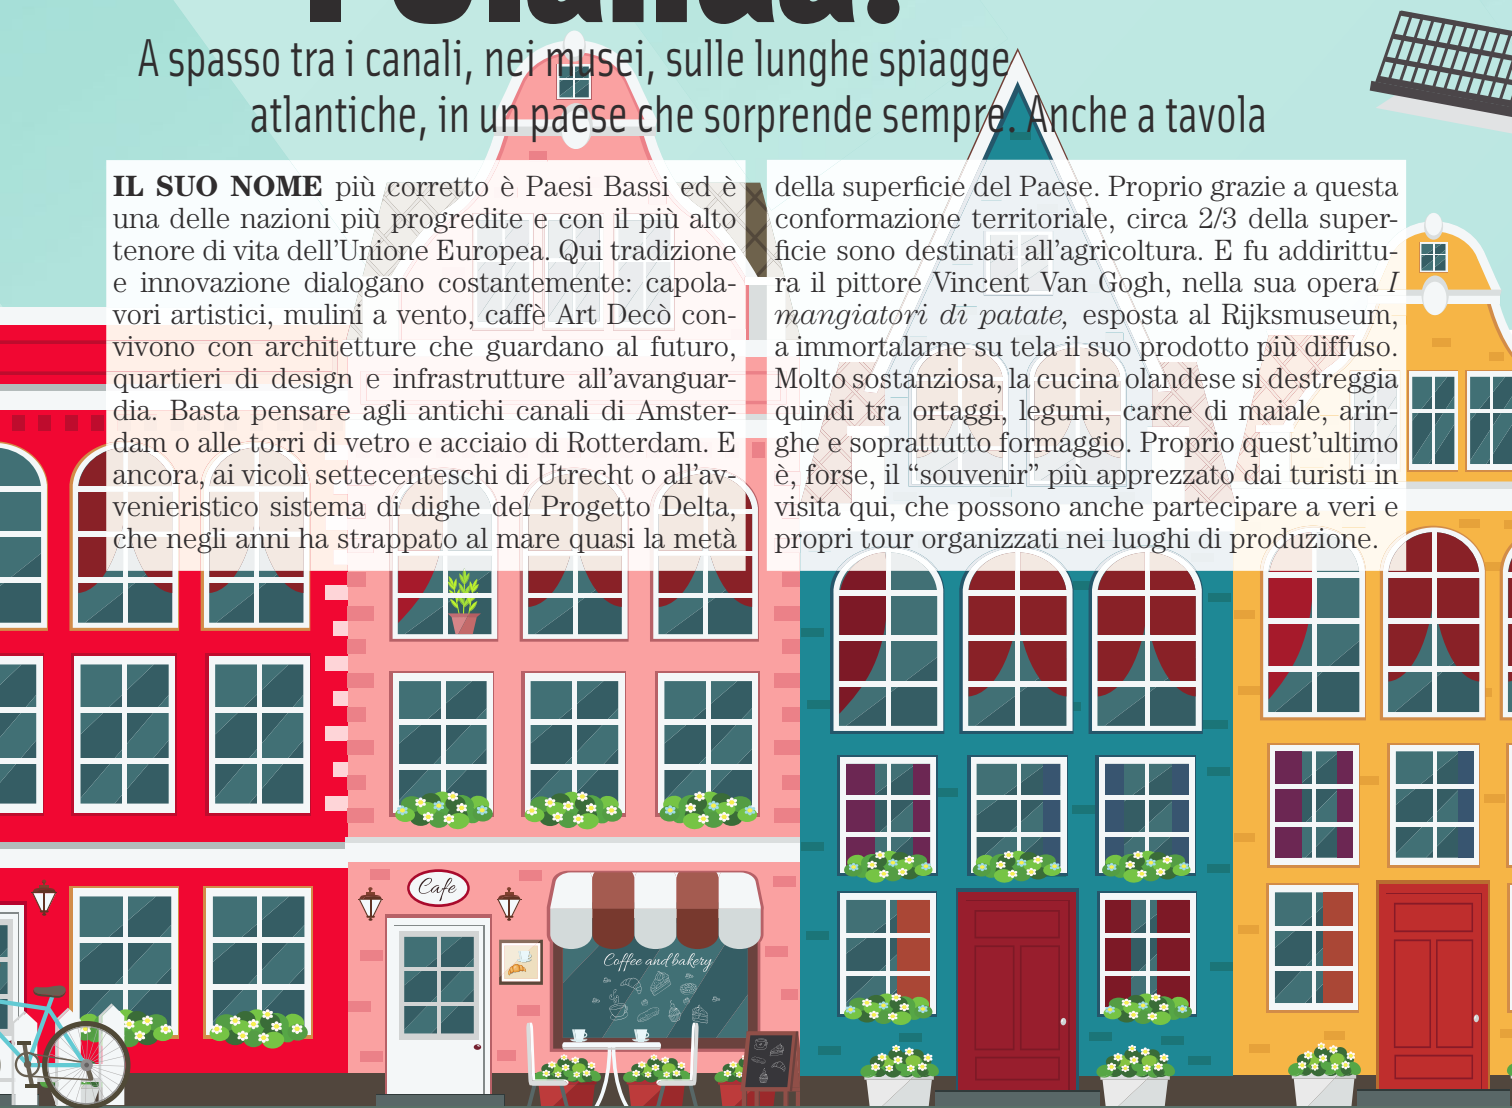 A spasso tra i canali, nei musei, sulle lunghe spiagge
atlantiche, in un paese che sorprende sempre. Anche a tavola
IL SUO NOME più corretto è Paesi Bassi ed è
una delle nazioni più progredite e con il più alto
tenore di vita dell'Unione Europea. Qui tradizione
e innovazione dialogano costantemente: capola-
vori artistici, mulini a vento, caffè Art Decò con-
vivono con architetture che guardano al futuro,
quartieri di design e infrastrutture all'avanguar-
dia. Basta pensare agli antichi canali di Amster-
dam o alle torri di vetro e acciaio di Rotterdam. E
ancora, ai vicoli settecenteschi di Utrecht o all'av-
venieristico sistema di dighe del Progetto Delta,
che negli anni ha strappato al mare quasi la metà
della superficie del Paese. Proprio grazie a questa
conformazione territoriale, circa 2/3 della super-
ficie sono destinati all'agricoltura. E fu addirittu-
ra il pittore Vincent Van Gogh, nella sua opera I
mangiatori di patate, esposta al Rijksmuseum,
a immortalarne su tela il suo prodotto più diffuso.
Molto sostanziosa, la cucina olandese si destreggia
quindi tra ortaggi, legumi, carne di maiale, arin-
ghe e soprattutto formaggio. Proprio quest'ultimo
è, forse, il “souvenir” più apprezzato dai turisti in
visita qui, che possono anche partecipare a veri e
propri tour organizzati nei luoghi di produzione.
Cafe
Coffee and bakery